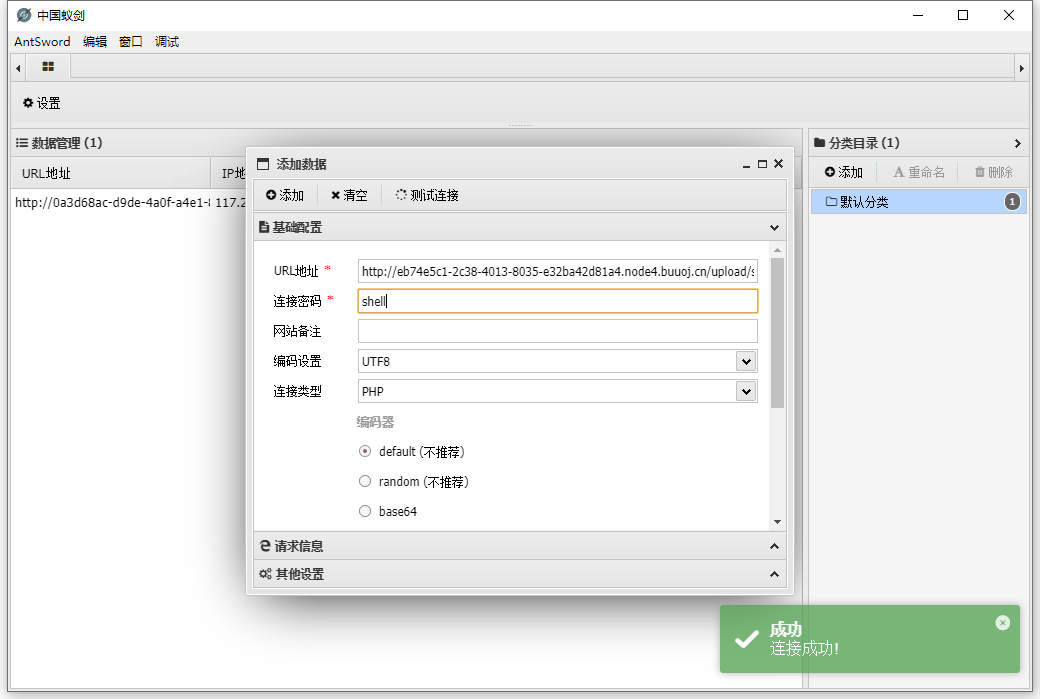 中国蚁剑
AntSword 编辑 窗口 调试
设置
数据管理 (1)
URL地址 IP地
http://0a3d68ac-d9de-4a0f-a4e1-8 117.2
添加数据
添加 清空 测试连接
基础配置
URL地址 * http://eb74e5c1-2c38-4013-8035-e32ba42d81a4.node4.buuoj.cn/upload/s
连接密码 * shell
网站备注
编码设置 UTF8
连接类型 PHP
编码器
default (不推荐)
random (不推荐)
base64
请求信息
其他设置
分类目录 (1)
添加 A 重命名 删除
默认分类 1
成功
连接成功!